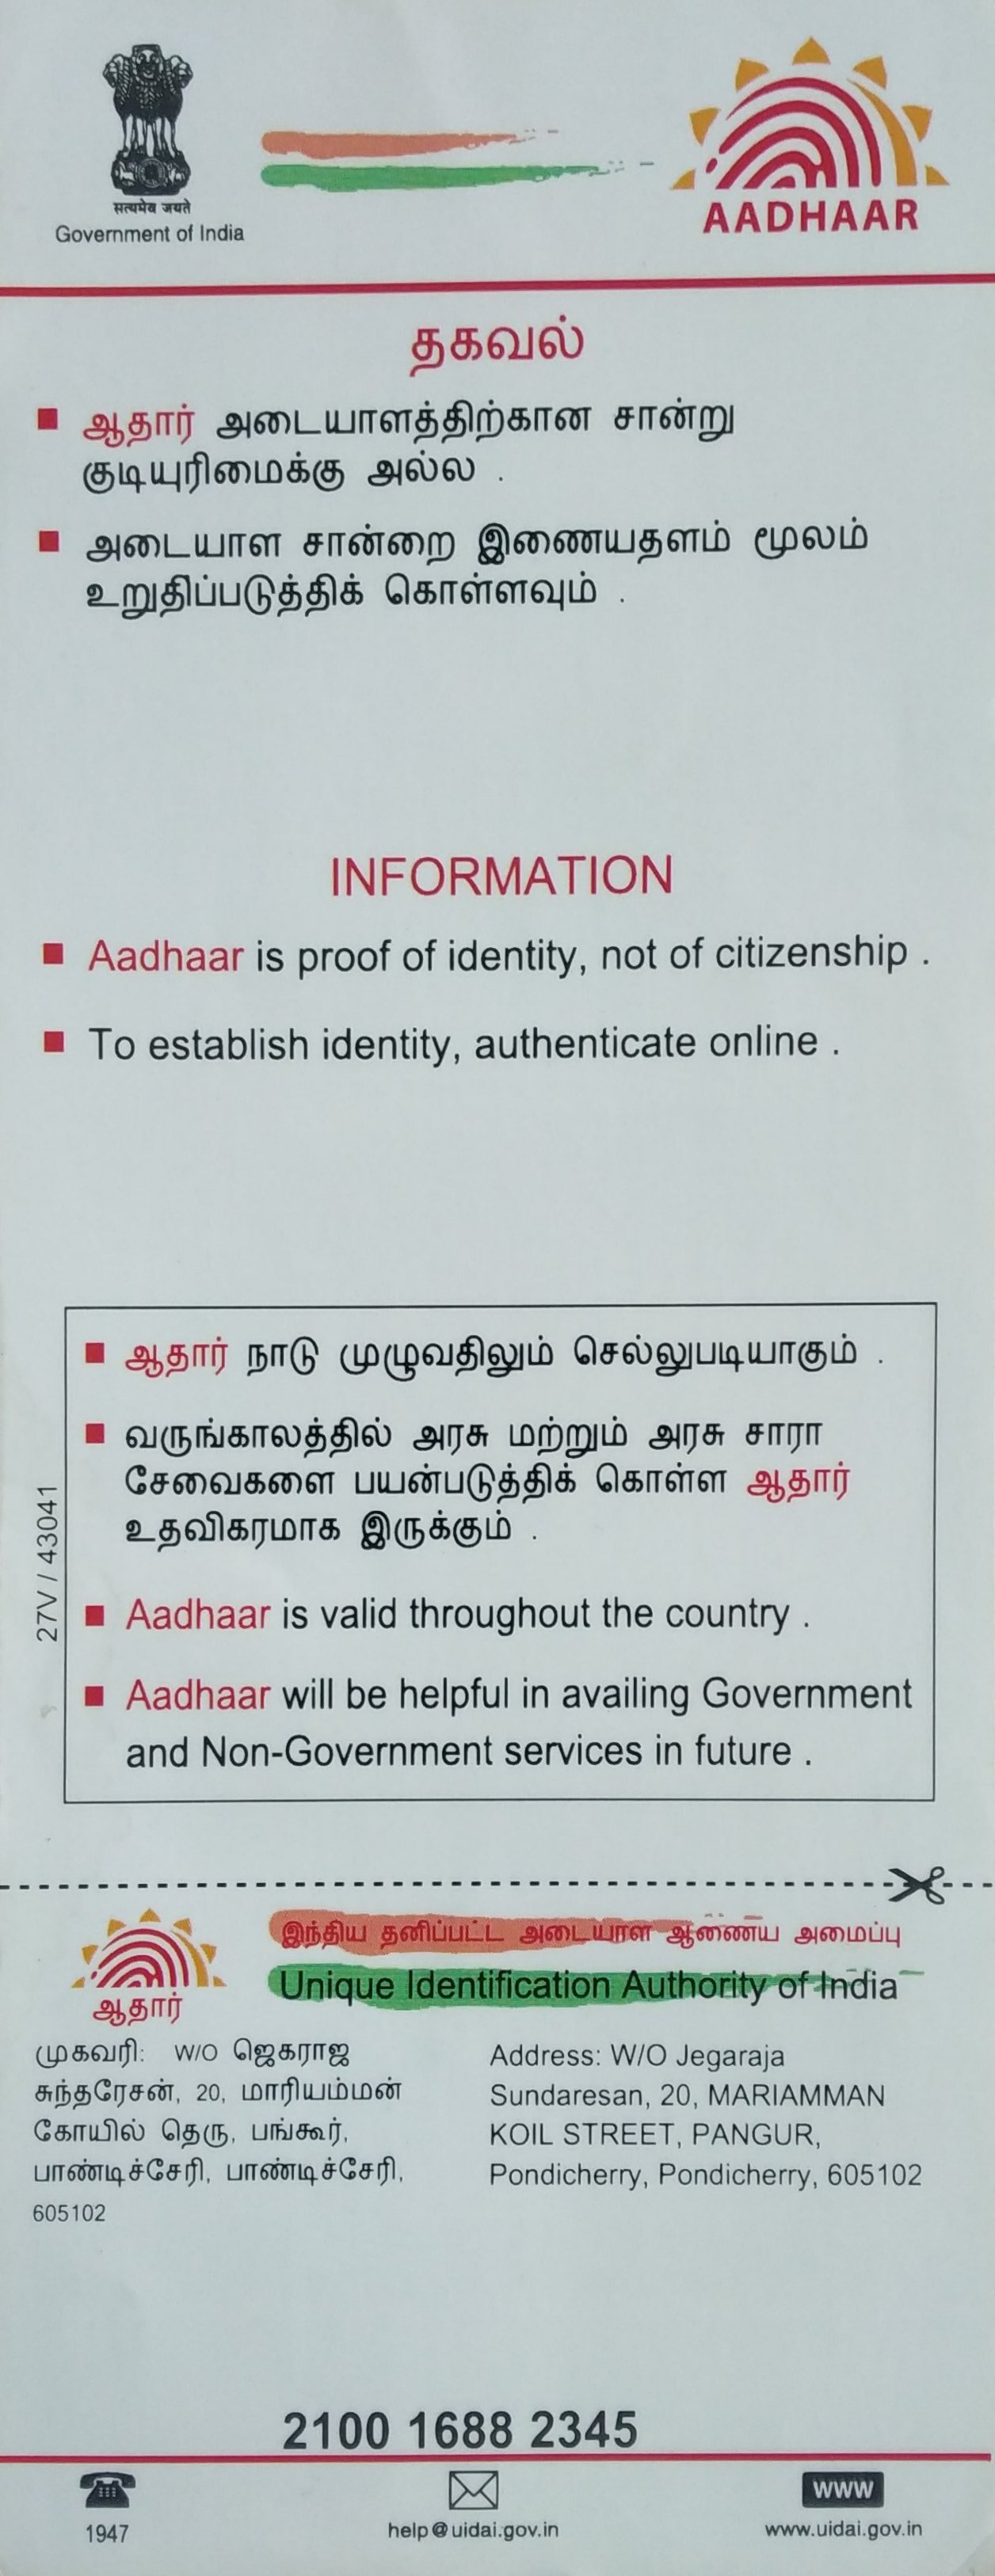 सत्यमेव जयते
Government of India
AADHAAR
தகவல்
ஆதார் அடையாளத்திற்கான சான்று
குடியுரிமைக்கு அல்ல .
அடையாள சான்றை இணையதளம் மூலம்
உறுதிப்படுத்திக் கொள்ளவும் .
INFORMATION
Aadhaar is proof of identity, not of citizenship .
To establish identity, authenticate online .
27V / 43041
ஆதார் நாடு முழுவதிலும் செல்லுபடியாகும் .
வருங்காலத்தில் அரசு மற்றும் அரசு சாரா
சேவைகளை பயன்படுத்திக் கொள்ள ஆதார்
உதவிகரமாக இருக்கும் .
Aadhaar is valid throughout the country .
Aadhaar will be helpful in availing Government
and Non-Government services in future .
இந்திய தனிப்பட்ட அடையாள ஆணைய அமைப்பு
Unique Identification Authority of India
ஆதார்
முகவரி: W/O ஜெகராஜ
சுந்தரேசன், 20, மாரியம்மன்
கோயில் தெரு, பங்கூர்,
பாண்டிச்சேரி, பாண்டிச்சேரி,
605102
Address: W/O Jegaraja
Sundaresan, 20, MARIAMMAN
KOIL STREET, PANGUR,
Pondicherry, Pondicherry, 605102
2100 1688 2345
1947
help@uidai.gov.in
www
www.uidai.gov.in